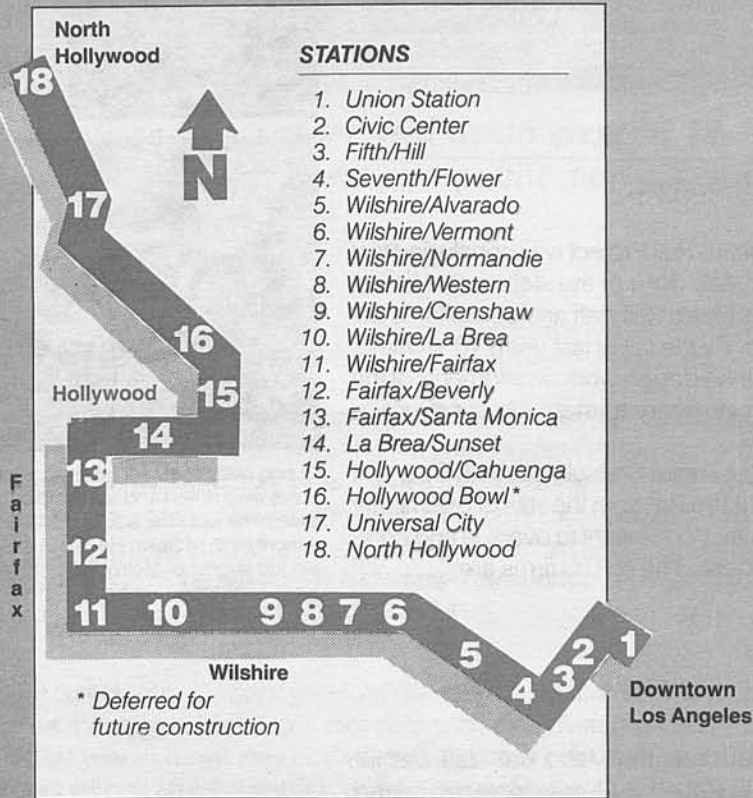 North
Hollywood
18
17
16
15
Hollywood
14
13
12
11
10
9
8
7
6
5
4
3
2
1
Fairfax
Wilshire
Downtown
Los Angeles
N
STATIONS
1. Union Station
2. Civic Center
3. Fifth/Hill
4. Seventh/Flower
5. Wilshire/Alvarado
6. Wilshire/Vermont
7. Wilshire/Normandie
8. Wilshire/Western
9. Wilshire/Crenshaw
10. Wilshire/La Brea
11. Wilshire/Fairfax
12. Fairfax/Beverly
13. Fairfax/Santa Monica
14. La Brea/Sunset
15. Hollywood/Cahuenga
16. Hollywood Bowl*
17. Universal City
18. North Hollywood
* Deferred for
future construction